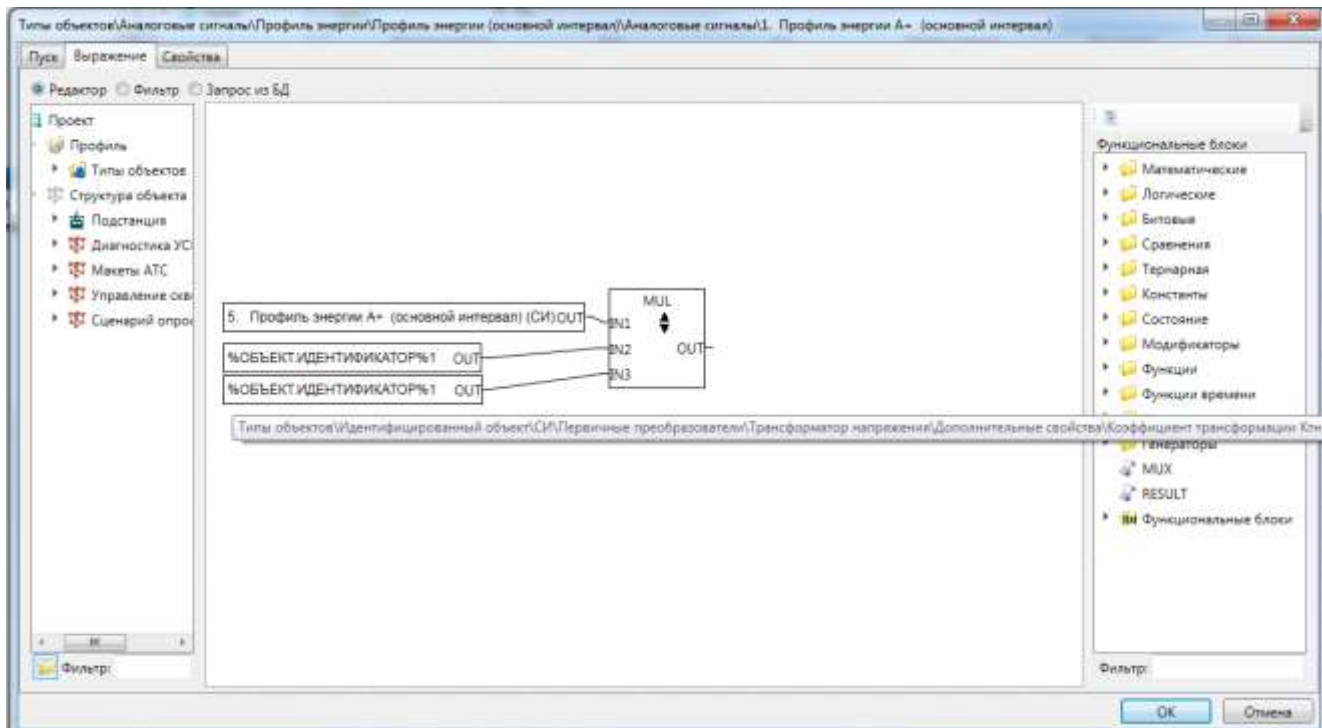 Типы объектов\Аналоговые сигналы\Профиль энергии\Профиль энергии (основной интервал)\Аналоговые сигналы\1. Профиль энергии А+ (основной интервал)
Пуск Выражение Свойства
Редактор Фильтр Запрос из БД
Проект
Профиль
Типы объектов
Структура объекта
Подстанция
Диагностика УС
Макеты АТС
Управление скв
Сценарий опро
Фильтр:
5. Профиль энергии А+ (основной интервал) (СИ) OUT
%ОБЪЕКТ.ИДЕНТИФИКАТОР%1 OUT
%ОБЪЕКТ.ИДЕНТИФИКАТОР%1 OUT
MUL
IN1
IN2 OUT
IN3
Типы объектов\Идентифицированный объект\СИ\Первичные преобразователи\Трансформатор напряжения\Дополнительные свойства\Коэффициент трансформации Ктн
Функциональные блоки
Математические
Логические
Битовые
Сравнения
Тернарная
Константы
Состояние
Модификаторы
Функции
Функции времени
Генераторы
MUX
RESULT
Функциональные блоки
Фильтр:
OK Отмена